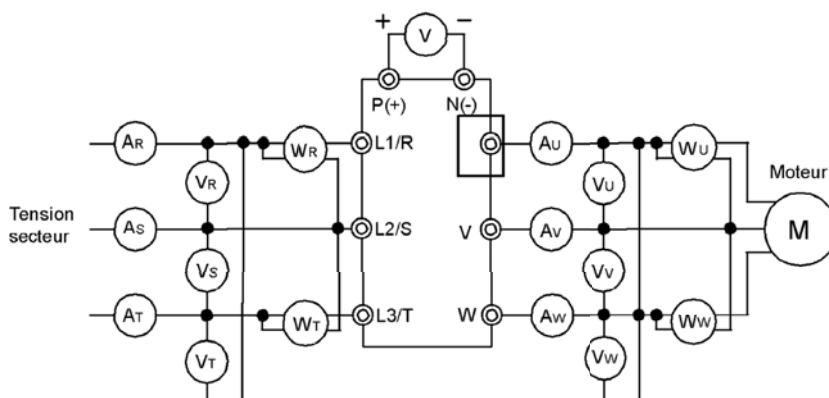 + V −
P(+) N(-)
AR WR L1/R AU WU
VR VU Moteur
Tension
secteur
AS L2/S V AV M
VS VV
AT WT L3/T W AW WW
VT VW